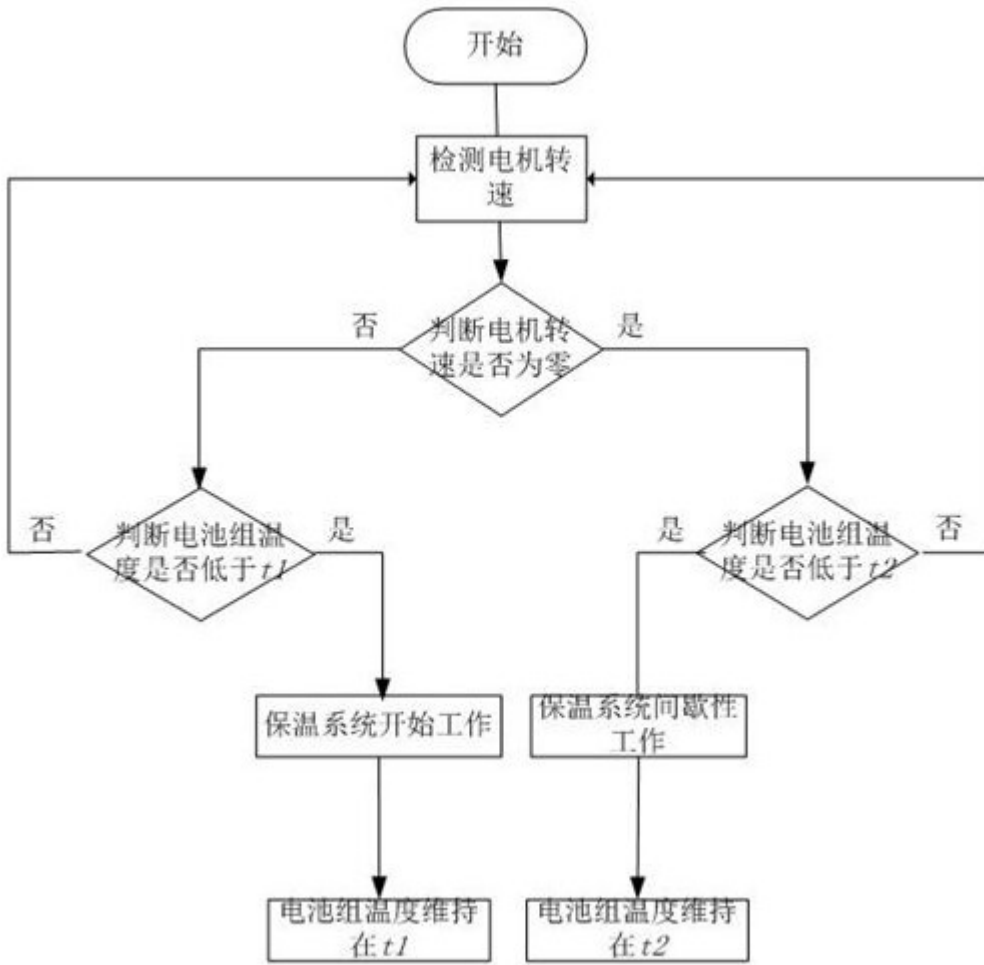 开始
检测电机转
速
否
判断电机转
速是否为零
是
否
判断电池组温
度是否低于t1
是
是
判断电池组温
度是否低于t2
否
保温系统开始工作
保温系统间歇性
工作
电池组温度维持
在t1
电池组温度维持
在t2